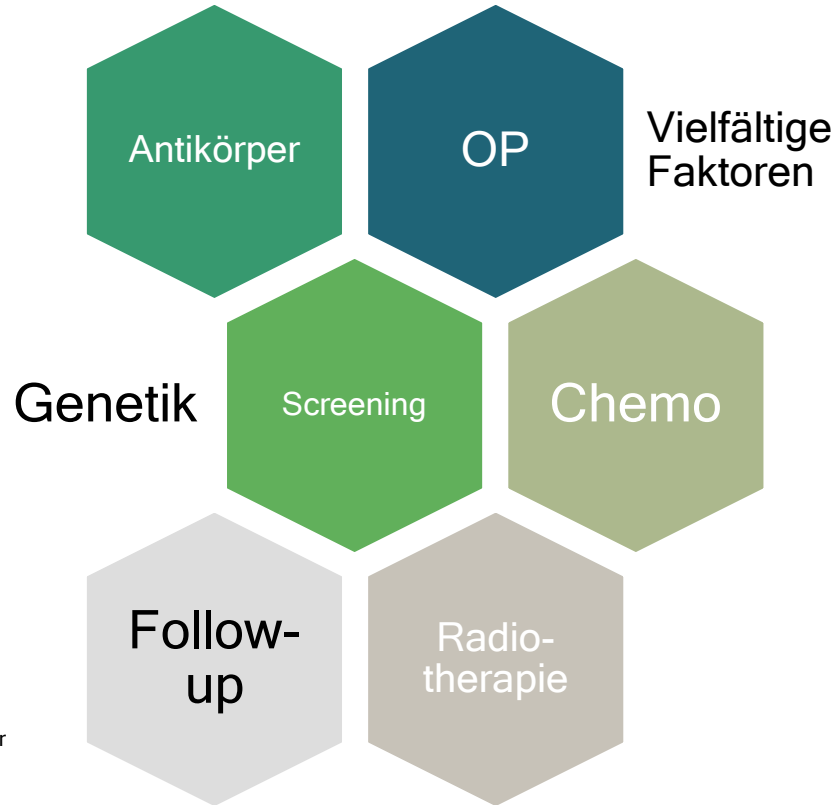 Antikörper
OP
Vielfältige
Faktoren
Genetik
Screening
Chemo
Follow-
up
Radio-
therapie
r